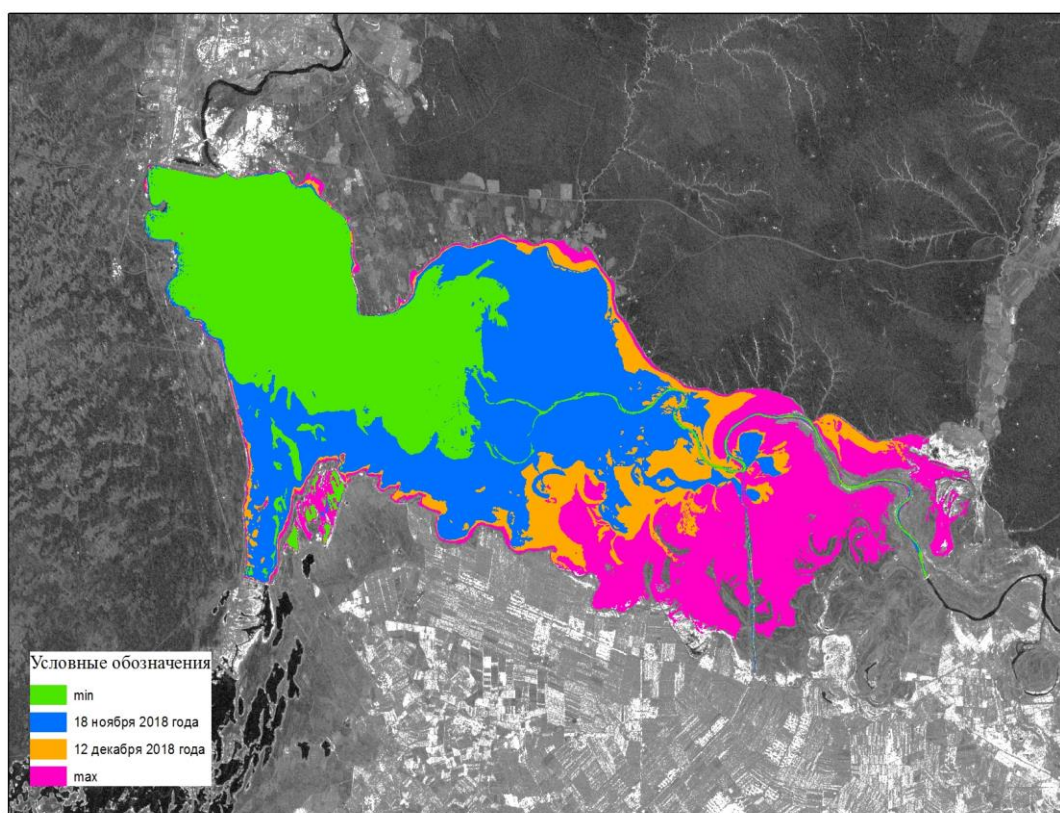 Условные обозначения
min
18 ноября 2018 года
12 декабря 2018 года
max